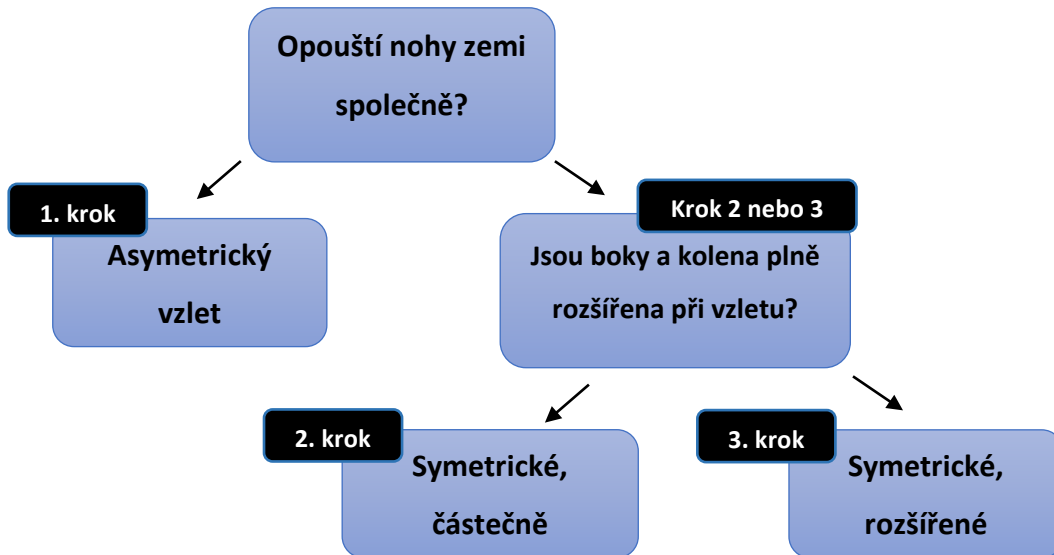 Opouští nohy zemi
společně?
1. krok
Asymetrický
vzlet
Krok 2 nebo 3
Jsou boky a kolena plně
rozšířena při vzletu?
2. krok
Symetrické,
částečně
3. krok
Symetrické,
rozšířené